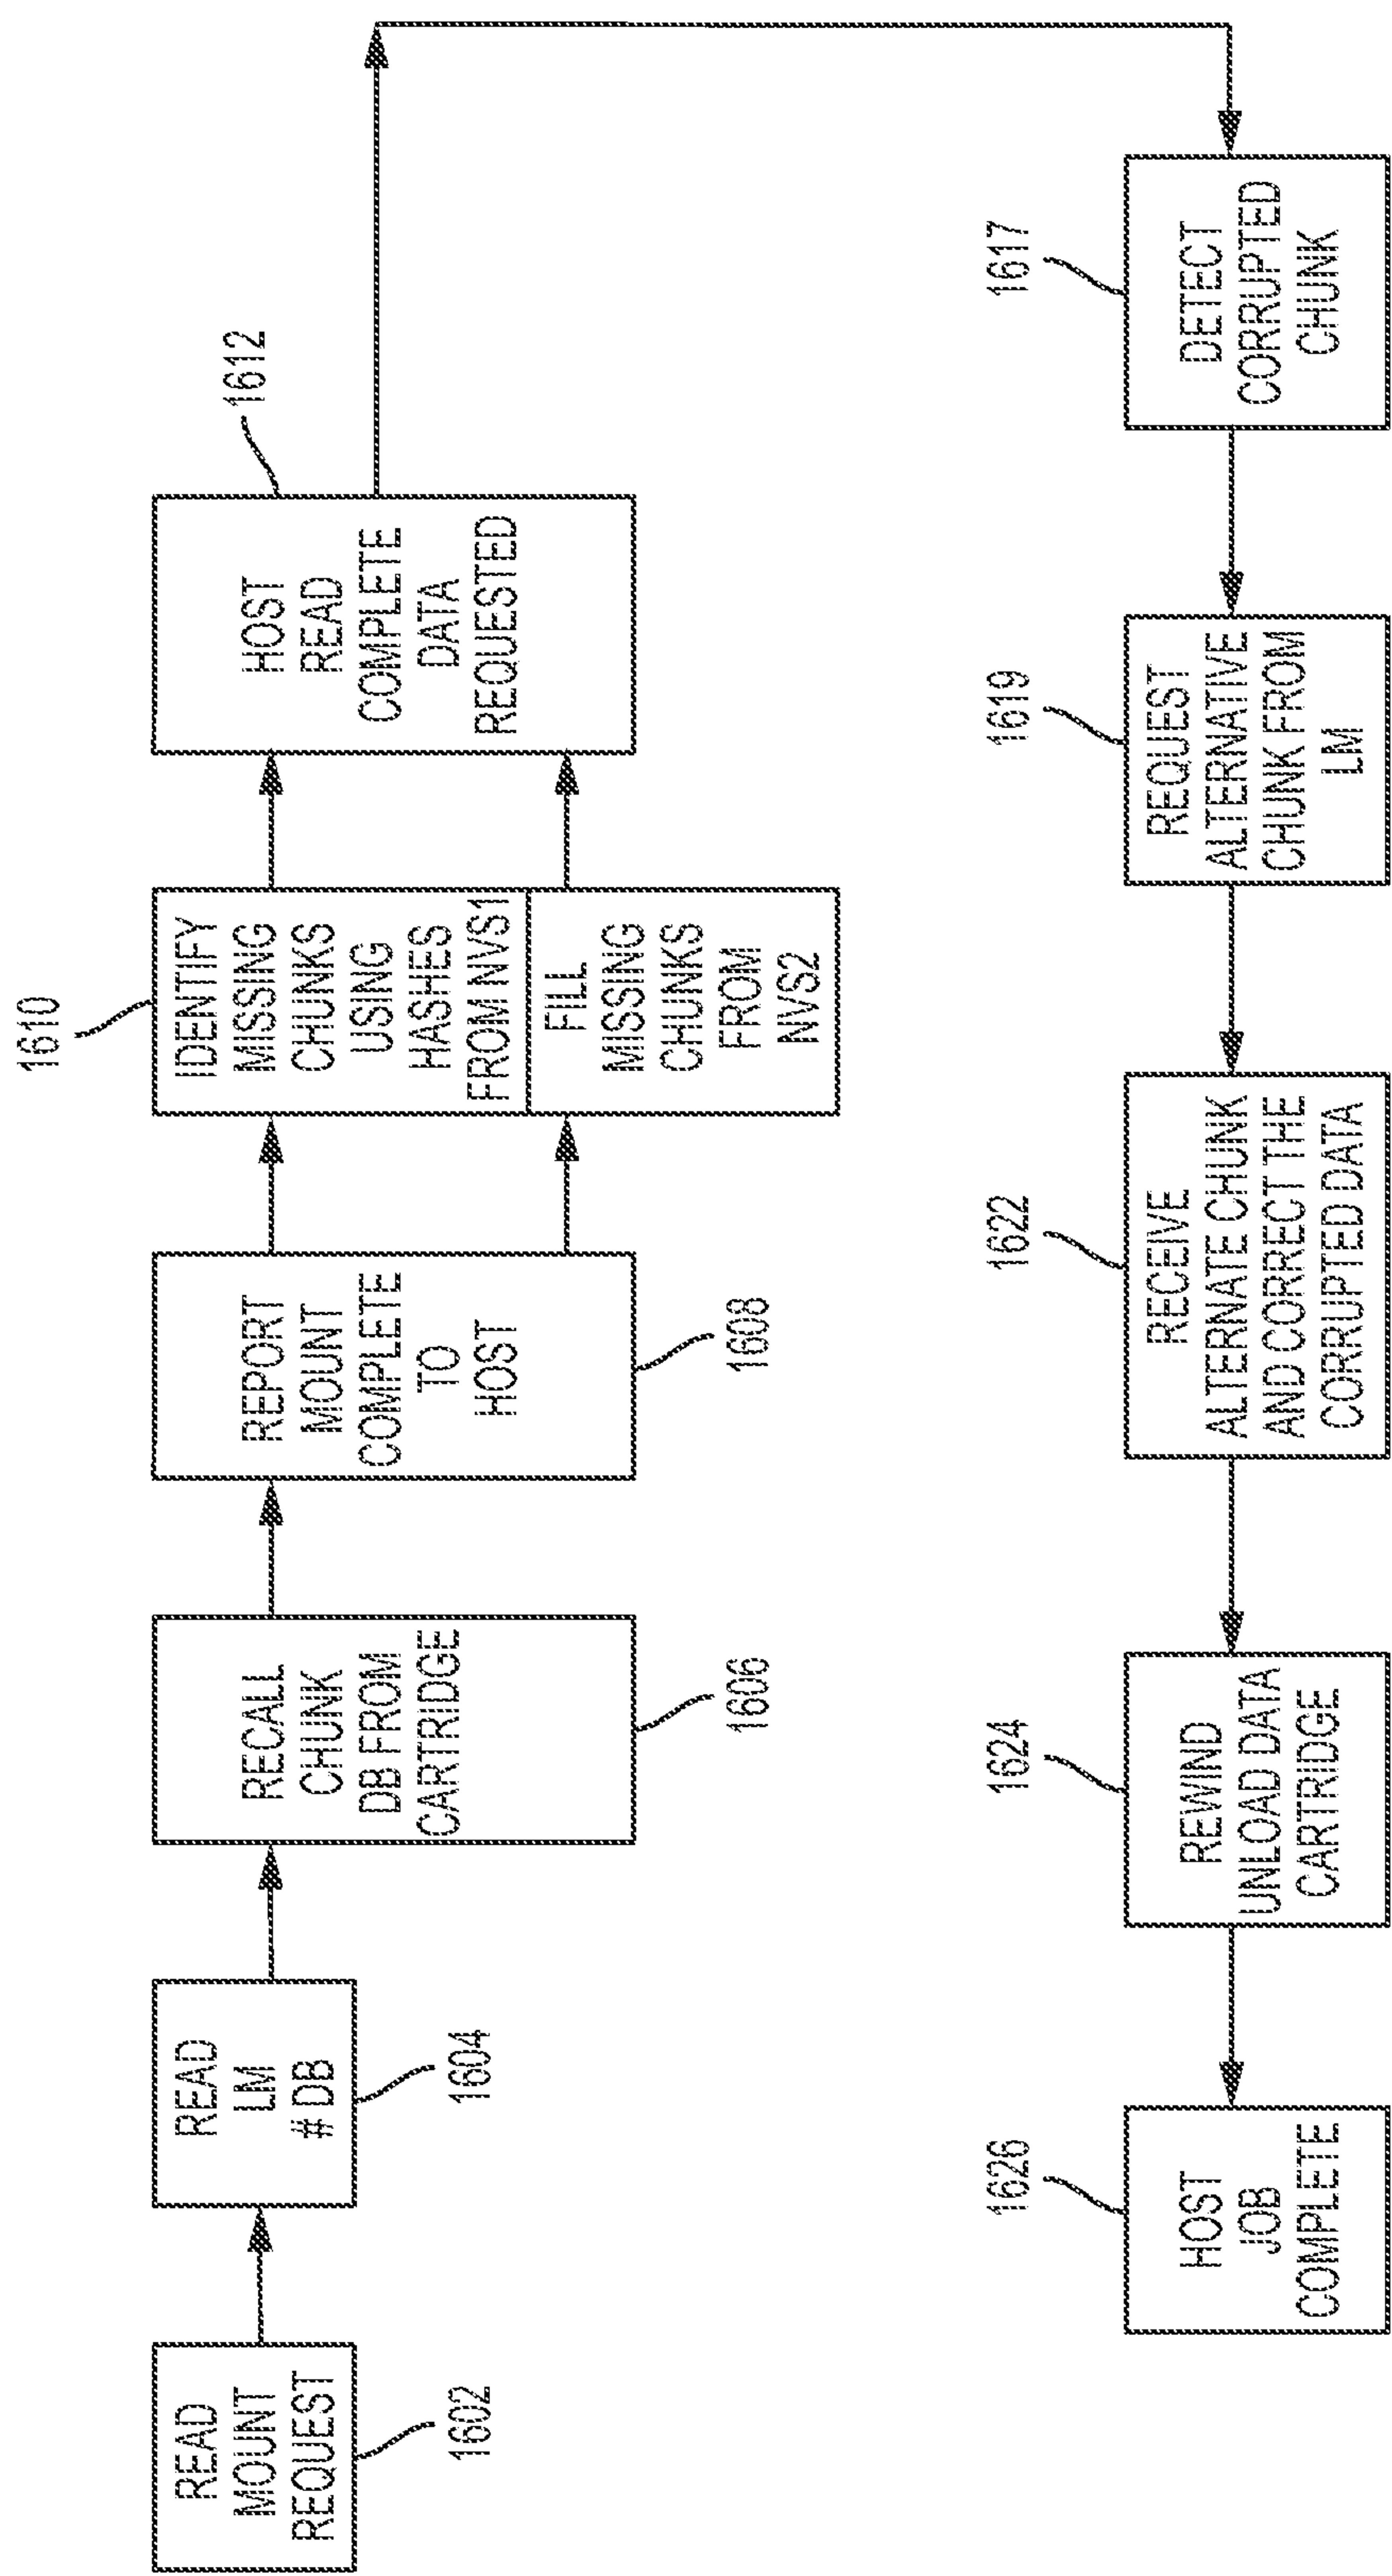 READ
MOUNT
REQUEST
1602
READ
LM
# DB
1604
RECALL
CHUNK
DB FROM
CARTRIDGE
1606
REPORT
MOUNT
COMPLETE
TO
HOST
1608
1610
IDENTIFY
MISSING
CHUNKS
USING
HASHES
FROM NVS1
FILL
MISSING
CHUNKS
FROM
NVS2
1612
HOST
READ
COMPLETE
DATA
REQUESTED
1617
DETECT
CORRUPTED
CHUNK
1619
REQUEST
ALTERNATIVE
CHUNK FROM
LM
1622
RECEIVE
ALTERNATE CHUNK
AND CORRECT THE
CORRUPTED DATA
1624
REWIND
UNLOAD DATA
CARTRIDGE
1626
HOST
JOB
COMPLETE